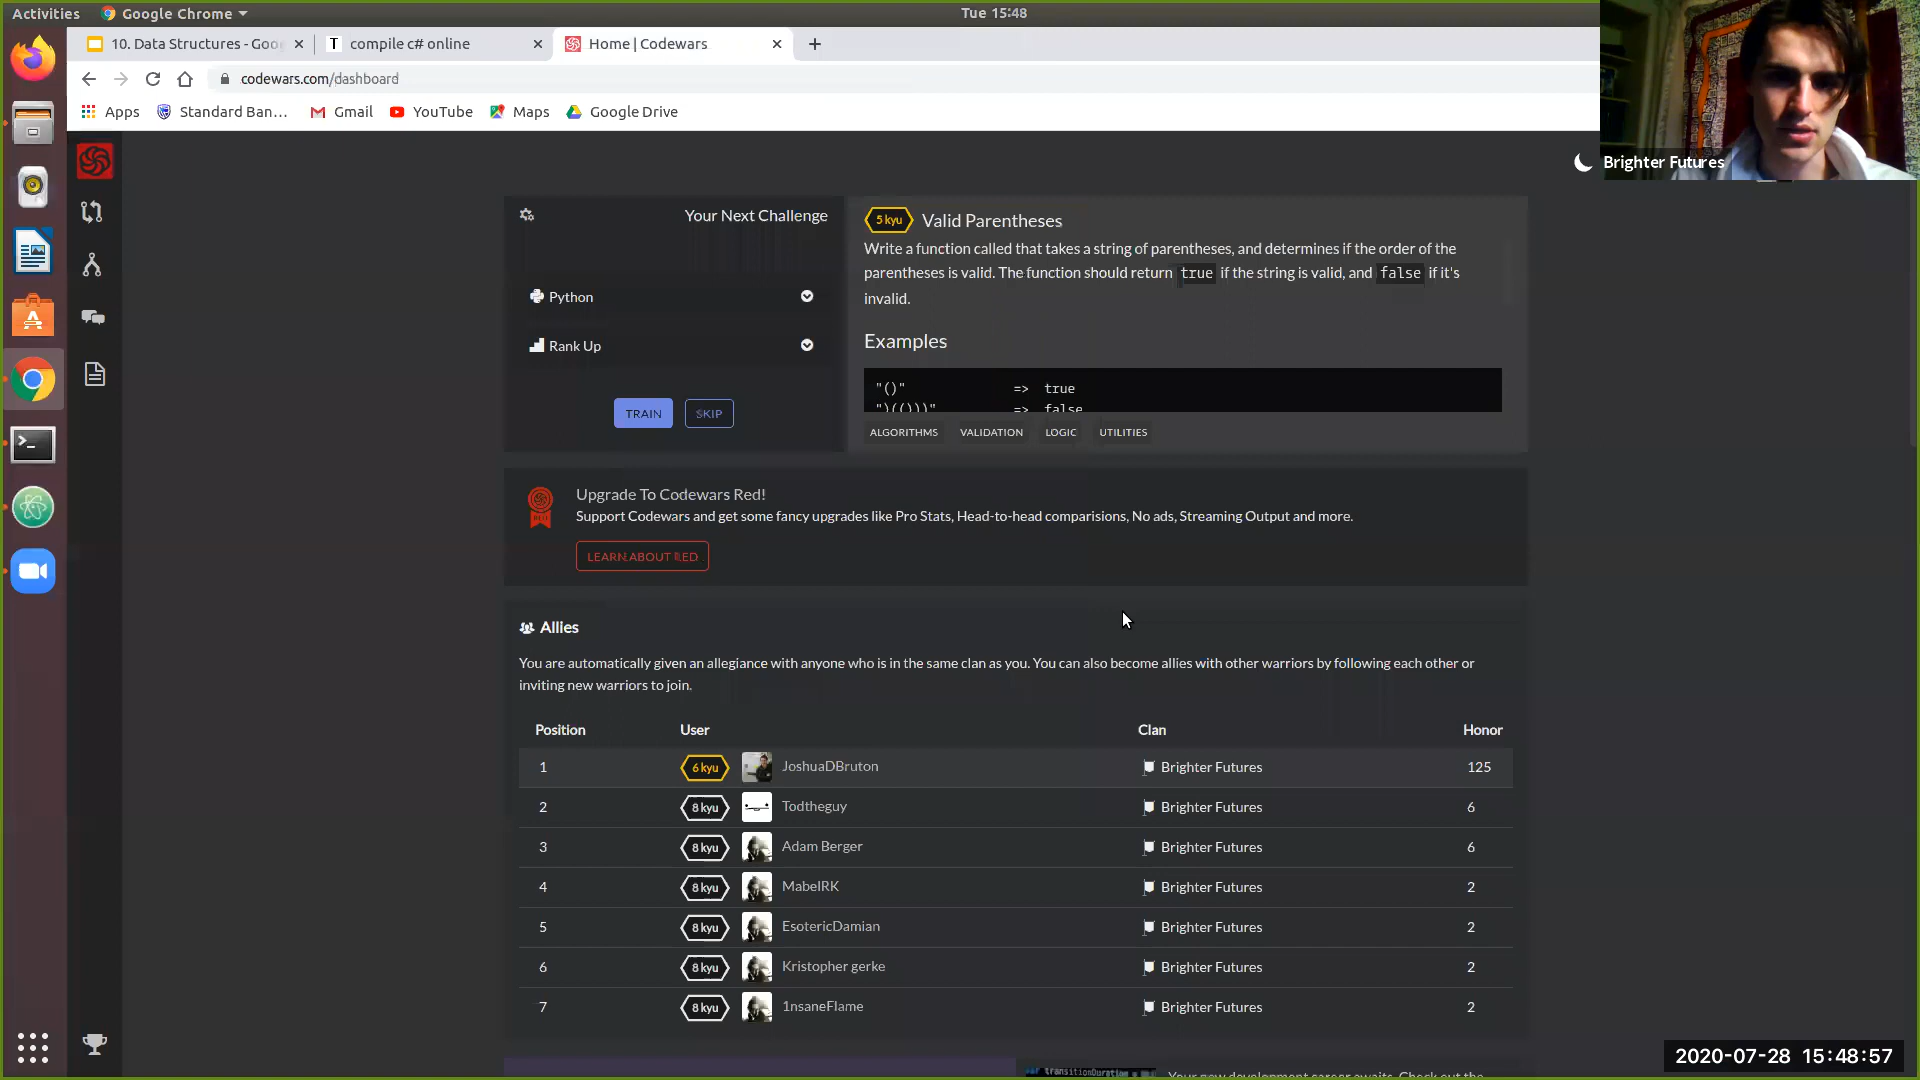 Activities
Google Chrome
Tue 15:48
10. Data Structures - Goo
compile c# online
Home | Codewars
codewars.com/dashboard
Apps
Standard Ban...
Gmail
YouTube
Maps
Google Drive
Brighter Futures
Your Next Challenge
Python
Rank Up
TRAIN
SKIP
5 kyu
Valid Parentheses
Write a function called that takes a string of parentheses, and determines if the order of the
parentheses is valid. The function should return true if the string is valid, and false if it's
invalid.
Examples
"()" => true
")(()))" => false
ALGORITHMS VALIDATION LOGIC UTILITIES
Upgrade To Codewars Red!
Support Codewars and get some fancy upgrades like Pro Stats, Head-to-head comparisions, No ads, Streaming Output and more.
LEARN ABOUT RED
Allies
You are automatically given an allegiance with anyone who is in the same clan as you. You can also become allies with other warriors by following each other or
inviting new warriors to join.
Position User Clan Honor
1 6 kyu JoshuaDBruton Brighter Futures 125
2 8 kyu Todtheguy Brighter Futures 6
3 8 kyu Adam Berger Brighter Futures 6
4 8 kyu MabelRK Brighter Futures 2
5 8 kyu EsotericDamian Brighter Futures 2
6 8 kyu Kristopher gerke Brighter Futures 2
7 8 kyu 1nsaneFlame Brighter Futures 2
transitionDuration
Your new development career awaits. Check out the
2020-07-28 15:48:57